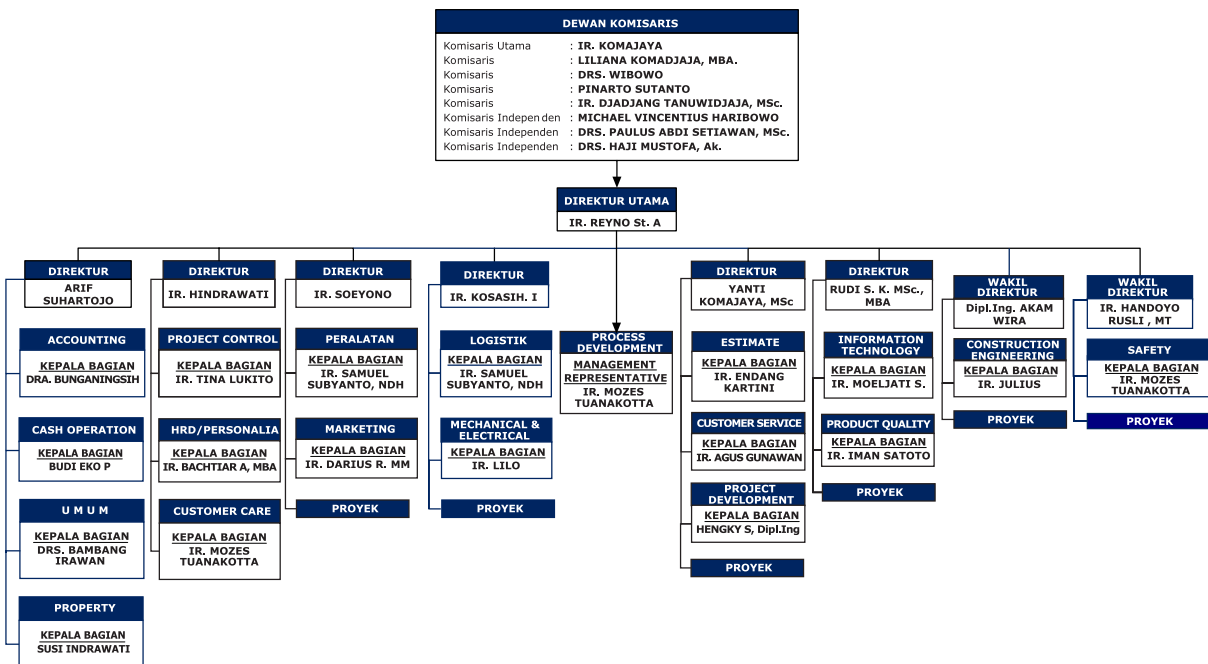 DEWAN KOMISARIS
Komisaris Utama : IR. KOMAJAYA
Komisaris : LILIANA KOMADJAJA, MBA.
Komisaris : DRS. WIBOWO
Komisaris : PINARTO SUTANTO
Komisaris : IR. DJADJANG TANUWIDJAJA, MSc.
Komisaris Independen : MICHAEL VINCENTIUS HARIBOWO
Komisaris Independen : DRS. PAULUS ABDI SETIAWAN, MSc.
Komisaris Independen : DRS. HAJI MUSTOFA, Ak.
DIREKTUR UTAMA
IR. REYNO St. A
DIREKTUR
ARIF
SUHARTOJO
ACCOUNTING
KEPALA BAGIAN
DRA. BUNGANINGSIH
CASH OPERATION
KEPALA BAGIAN
BUDI EKO P
U M U M
KEPALA BAGIAN
DRS. BAMBANG
IRAWAN
PROPERTY
KEPALA BAGIAN
SUSI INDRAWATI
DIREKTUR
IR. HINDRAWATI
PROJECT CONTROL
KEPALA BAGIAN
IR. TINA LUKITO
HRD/PERSONALIA
KEPALA BAGIAN
IR. BACHTIAR A, MBA
CUSTOMER CARE
KEPALA BAGIAN
IR. MOZES
TUANAKOTTA
DIREKTUR
IR. SOEYONO
PERALATAN
KEPALA BAGIAN
IR. SAMUEL
SUBYANTO, NDH
MARKETING
KEPALA BAGIAN
IR. DARIUS R. MM
PROYEK
DIREKTUR
IR. KOSASIH. I
LOGISTIK
KEPALA BAGIAN
IR. SAMUEL
SUBYANTO, NDH
MECHANICAL &
ELECTRICAL
KEPALA BAGIAN
IR. LILO
PROYEK
PROCESS
DEVELOPMENT
MANAGEMENT
REPRESENTATIVE
IR. MOZES
TUANAKOTTA
DIREKTUR
YANTI
KOMAJAYA, MSc
ESTIMATE
KEPALA BAGIAN
IR. ENDANG
KARTINI
CUSTOMER SERVICE
KEPALA BAGIAN
IR. AGUS GUNAWAN
PROJECT
DEVELOPMENT
KEPALA BAGIAN
HENGKY S, Dipl.Ing
PROYEK
DIREKTUR
RUDI S. K. MSc.,
MBA
INFORMATION
TECHNOLOGY
KEPALA BAGIAN
IR. MOELJATI S.
PRODUCT QUALITY
KEPALA BAGIAN
IR. IMAN SATOTO
PROYEK
WAKIL
DIREKTUR
Dipl.Ing. AKAM
WIRA
CONSTRUCTION
ENGINEERING
KEPALA BAGIAN
IR. JULIUS
PROYEK
WAKIL
DIREKTUR
IR. HANDOYO
RUSLI , MT
SAFETY
KEPALA BAGIAN
IR. MOZES
TUANAKOTTA
PROYEK